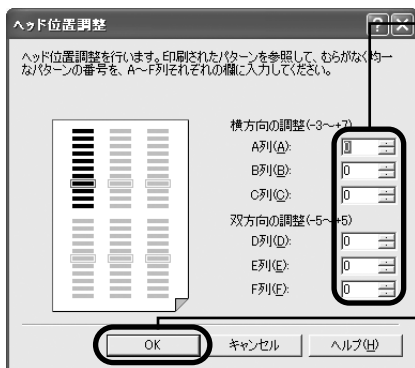 ヘッド位置調整
ヘッド位置調整を行います。印刷されたパターンを参照して、むらがなく均一
なパターンの番号を、A～F列それぞれの欄に入力してください。
横方向の調整(-3～+7)
A列(A): 0
B列(B): 0
C列(C): 0
双方向の調整(-5～+5)
D列(D): 0
E列(E): 0
F列(F): 0
OK キャンセル ヘルプ(H)